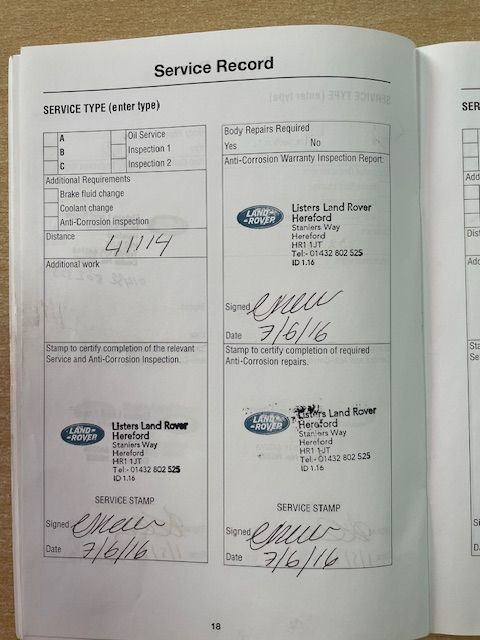 Service Record
SERVICE TYPE (enter type)
A
Oil Service
B
Inspection 1
C
Inspection 2
Additional Requirements
Brake fluid change
Coolant change
Anti-Corrosion inspection
Distance
41114
Additional work
Stamp to certify completion of the relevant
Service and Anti-Corrosion Inspection.
LAND-
-ROVER
Listers Land Rover
Hereford
Staniers Way
Hereford
HR1 1JT
Tel:- 01432 802 525
ID 1.16
SERVICE STAMP
Signed
Date 7/6/16
Body Repairs Required
Yes No
Anti-Corrosion Warranty Inspection Report:
LAND-
-ROVER
Listers Land Rover
Hereford
Staniers Way
Hereford
HR1 1JT
Tel:- 01432 802 525
ID 1.16
Signed
Date 7/6/16
Stamp to certify completion of required
Anti-Corrosion repairs.
LAND-
-ROVER
Listers Land Rover
Hereford
Staniers Way
Hereford
HR1 1JT
Tel:- 01432 802 525
ID 1.16
SERVICE STAMP
Signed
Date 7/6/16
18